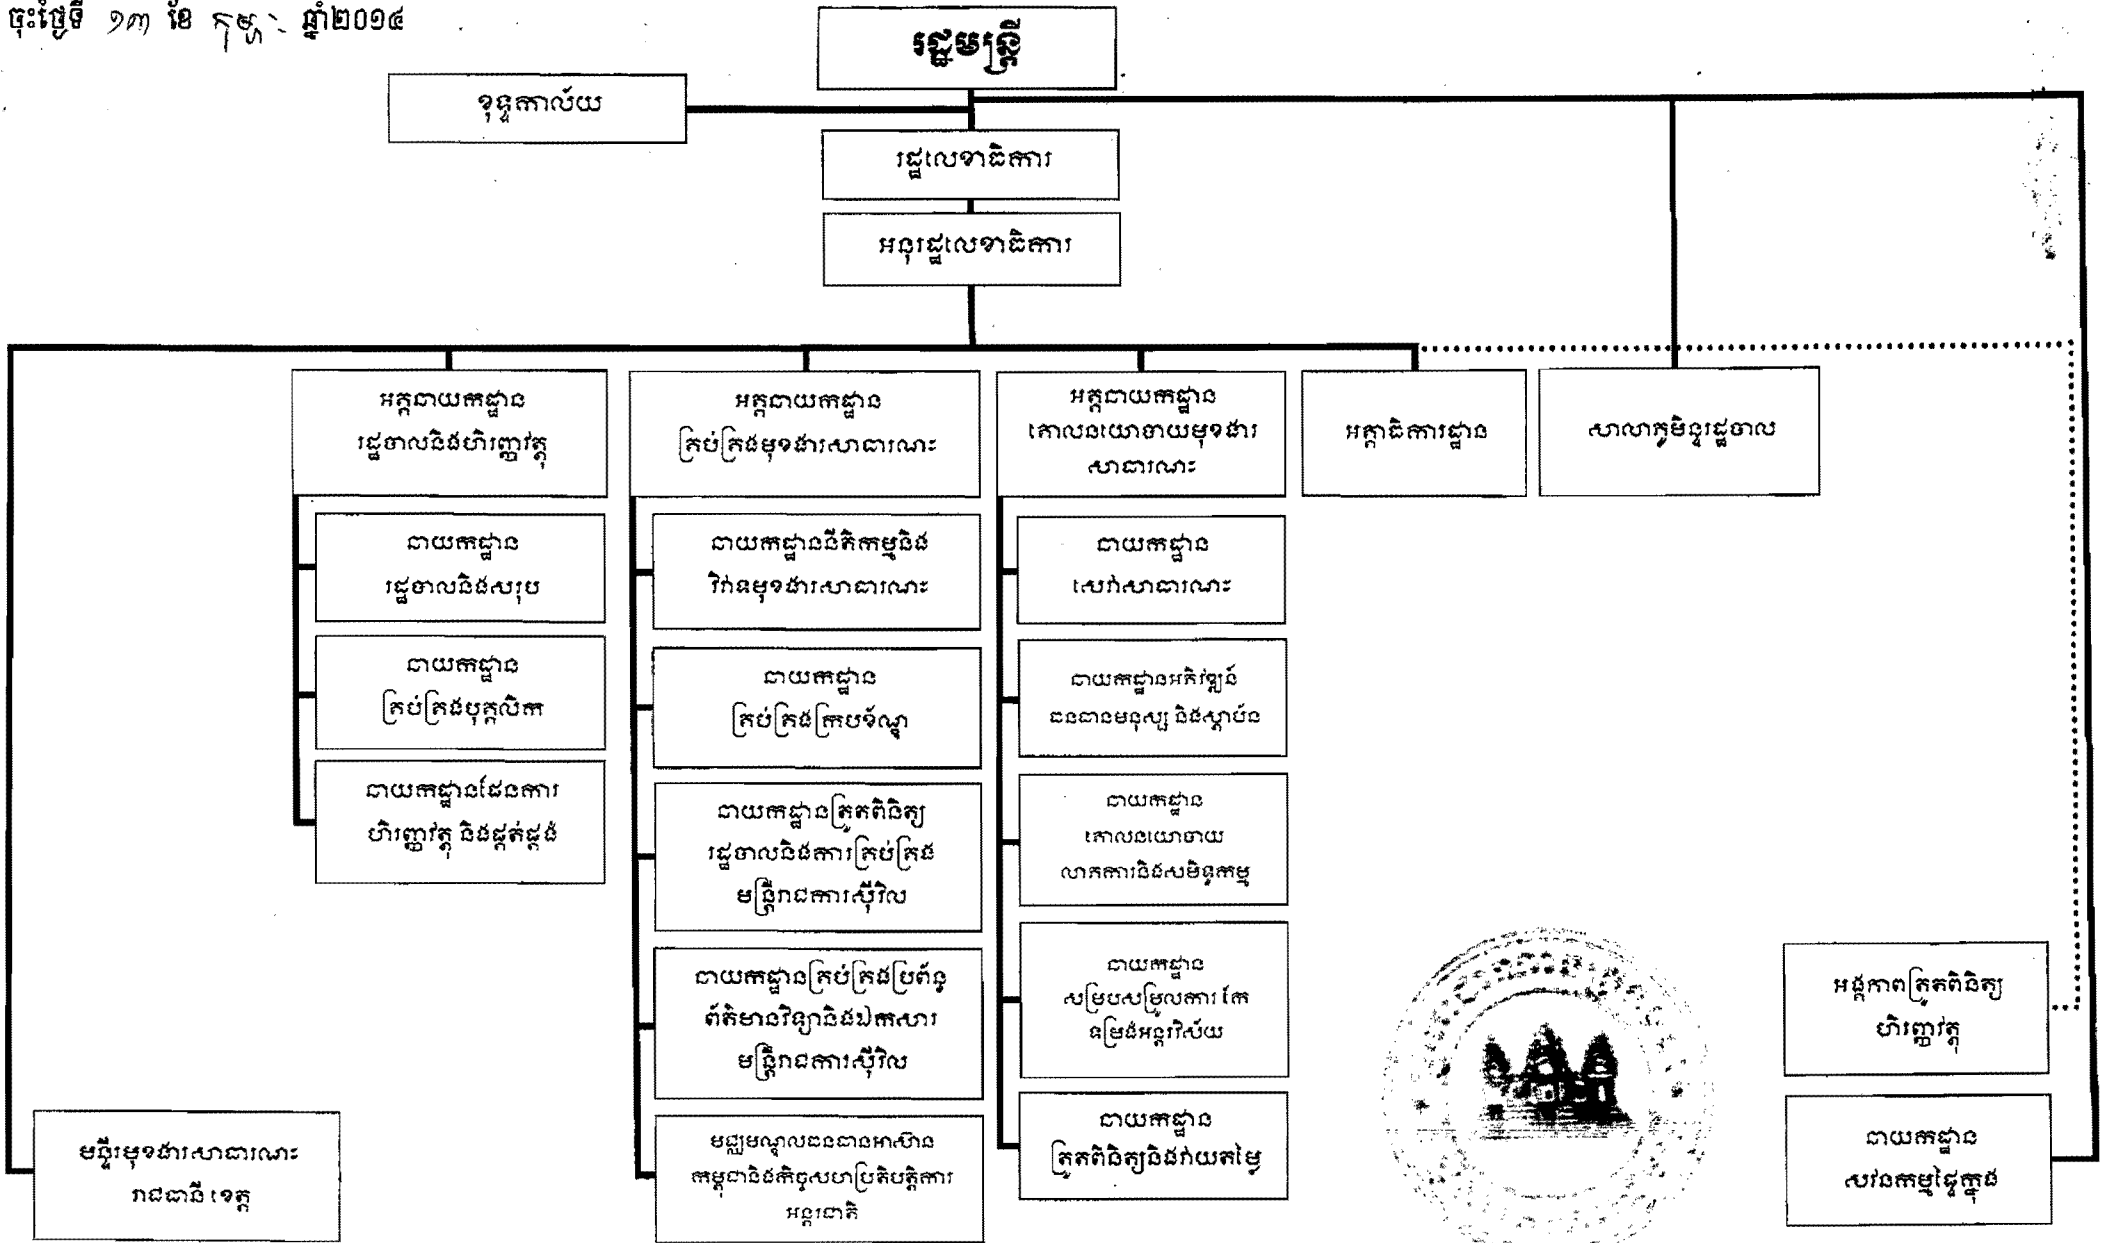 ចុះថ្ងៃទី ១៣ ខែ កុម្ភៈ ឆ្នាំ២០១៤
រដ្ឋមន្ត្រី
ខុទ្ទកាល័យ
រដ្ឋលេខាធិការ
អនុរដ្ឋលេខាធិការ
អគ្គនាយកដ្ឋាន
រដ្ឋបាលនិងហិរញ្ញវត្ថុ
នាយកដ្ឋាន
រដ្ឋបាលនិងសរុប
នាយកដ្ឋាន
គ្រប់គ្រងបុគ្គលិក
នាយកដ្ឋានផែនការ
ហិរញ្ញវត្ថុ និងផ្គត់ផ្គង់
អគ្គនាយកដ្ឋាន
គ្រប់គ្រងមុខងារសាធារណៈ
នាយកដ្ឋាននីតិកម្មនិង
វិវាទមុខងារសាធារណៈ
នាយកដ្ឋាន
គ្រប់គ្រងក្របខ័ណ្ឌ
នាយកដ្ឋានត្រួតពិនិត្យ
រដ្ឋបាលនិងការគ្រប់គ្រង
មន្ត្រីរាជការស៊ីវិល
នាយកដ្ឋានគ្រប់គ្រងប្រព័ន្ធ
ព័ត៌មានវិទ្យានិងឯកសារ
មន្ត្រីរាជការស៊ីវិល
មជ្ឈមណ្ឌលធនធានអាស៊ាន
កម្ពុជានិងកិច្ចសហប្រតិបត្តិការ
អន្តរជាតិ
អគ្គនាយកដ្ឋាន
គោលនយោបាយមុខងារ
សាធារណៈ
នាយកដ្ឋាន
សេវាសាធារណៈ
នាយកដ្ឋានអភិវឌ្ឍន៍
ធនធានមនុស្ស និងស្ថាប័ន
នាយកដ្ឋាន
គោលនយោបាយ
លាភការនិងសមិទ្ធកម្ម
នាយកដ្ឋាន
សម្របសម្រួលការ កែ
ទម្រង់អន្តរវិស័យ
នាយកដ្ឋាន
ត្រួតពិនិត្យនិងវាយតម្លៃ
អគ្គាធិការដ្ឋាន
សាលាភូមិន្ទរដ្ឋបាល
មន្ទីរមុខងារសាធារណៈ
រាជធានី ខេត្ត
អង្គភាពត្រួតពិនិត្យ
ហិរញ្ញវត្ថុ
នាយកដ្ឋាន
សវនកម្មផ្ទៃក្នុង